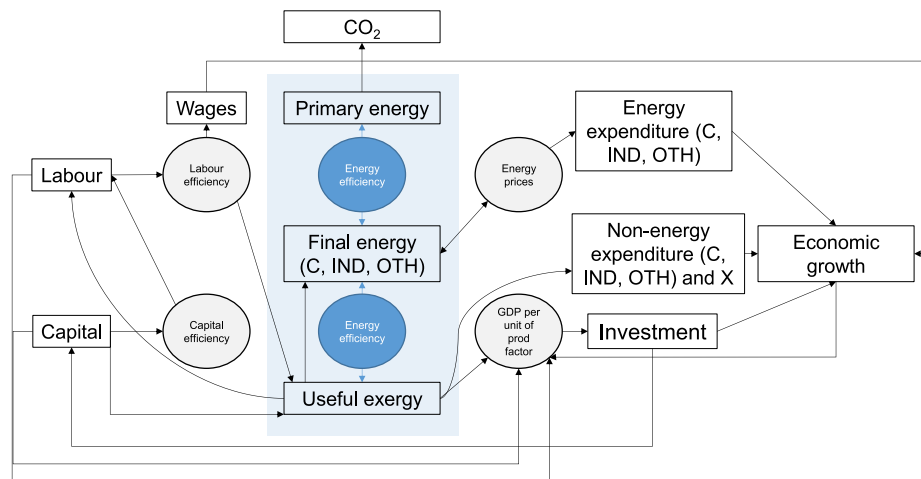 CO₂
Wages
Primary energy
Energy
expenditure (C,
IND, OTH)
Labour
Labour
efficiency
Energy
efficiency
Energy
prices
Final energy
(C, IND, OTH)
Non-energy
expenditure (C,
IND, OTH) and X
Economic
growth
Capital
Capital
efficiency
Energy
efficiency
GDP per
unit of
prod
factor
Investment
Useful exergy